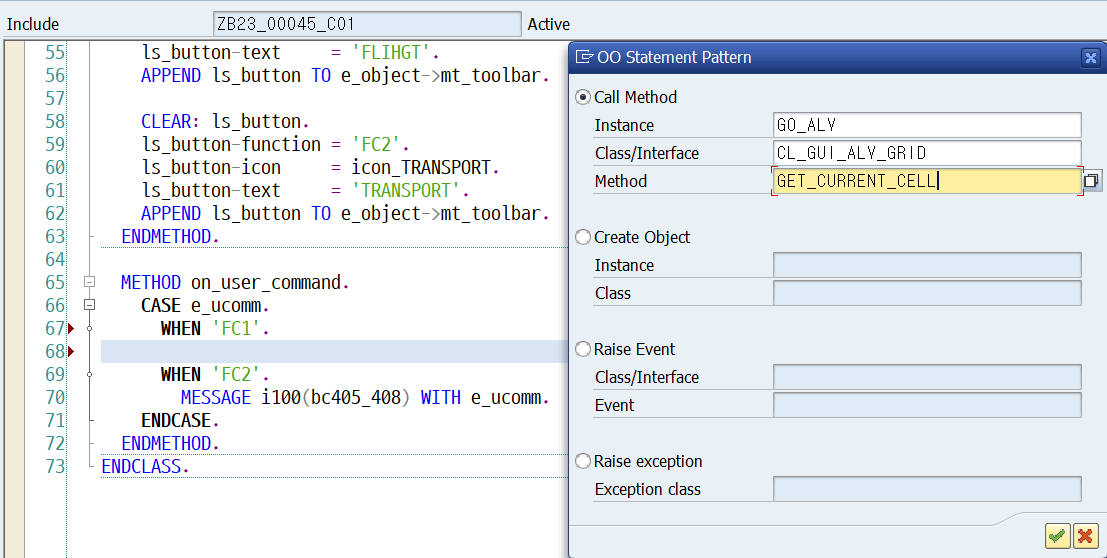 Include ZB23_00045_C01 Active
55 ls_button-text = 'FLIHGT'.
56 APPEND ls_button TO e_object->mt_toolbar.
57
58 CLEAR: ls_button.
59 ls_button-function = 'FC2'.
60 ls_button-icon = icon_TRANSPORT.
61 ls_button-text = 'TRANSPORT'.
62 APPEND ls_button TO e_object->mt_toolbar.
63 ENDMETHOD.
64
65 METHOD on_user_command.
66 CASE e_ucomm.
67 WHEN 'FC1'.
68
69 WHEN 'FC2'.
70 MESSAGE i100(bc405_408) WITH e_ucomm.
71 ENDCASE.
72 ENDMETHOD.
73 ENDCLASS.
OO Statement Pattern
Call Method
Instance GO_ALV
Class/Interface CL_GUI_ALV_GRID
Method GET_CURRENT_CELL
Create Object
Instance
Class
Raise Event
Class/Interface
Event
Raise exception
Exception class